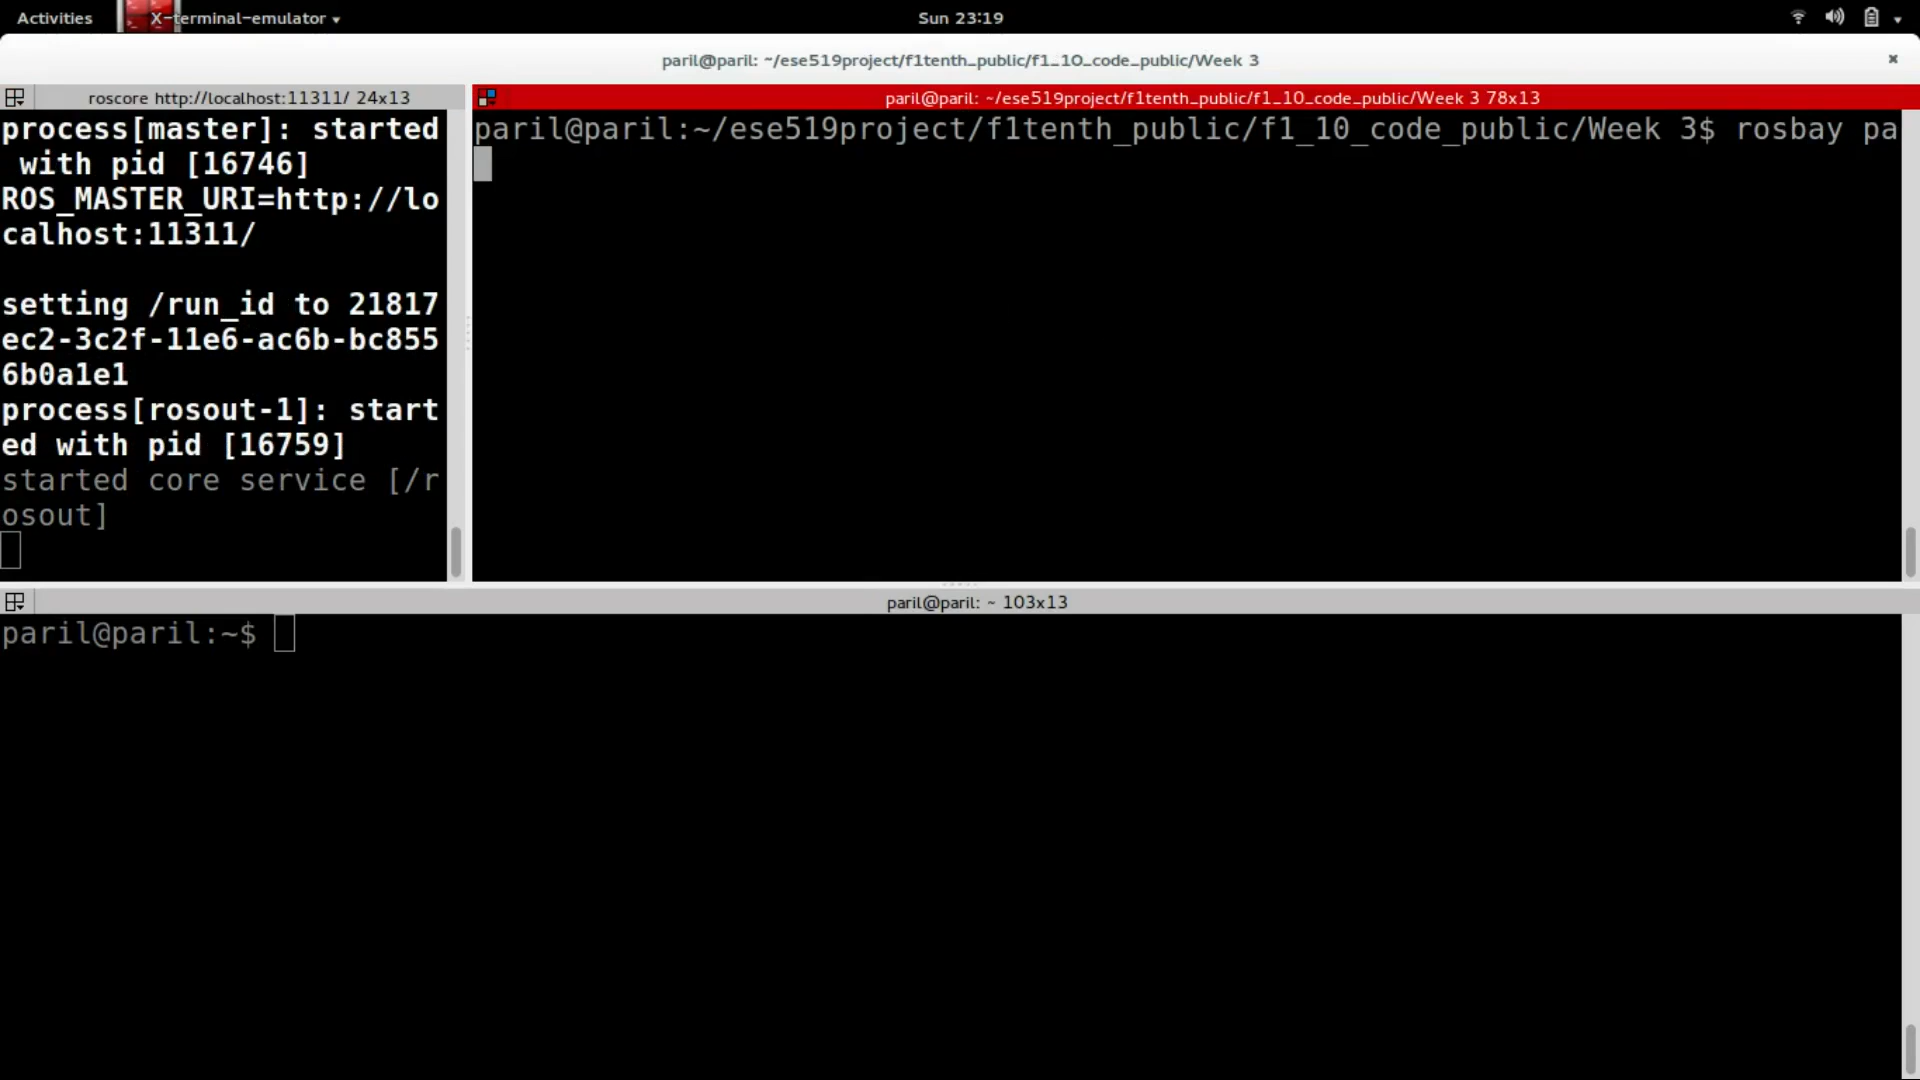 Activities X-terminal-emulator Sun 23:19
paril@paril: ~/ese519project/f1tenth_public/f1_10_code_public/Week 3
roscore http://localhost:11311/ 24x13
process[master]: started
with pid [16746]
ROS_MASTER_URI=http://lo
calhost:11311/
setting /run_id to 21817
ec2-3c2f-11e6-ac6b-bc855
6b0a1e1
process[rosout-1]: start
ed with pid [16759]
started core service [/r
osout]
paril@paril: ~/ese519project/f1tenth_public/f1_10_code_public/Week 3 78x13
paril@paril:~/ese519project/f1tenth_public/f1_10_code_public/Week 3$ rosbay pa
paril@paril: ~ 103x13
paril@paril:~$